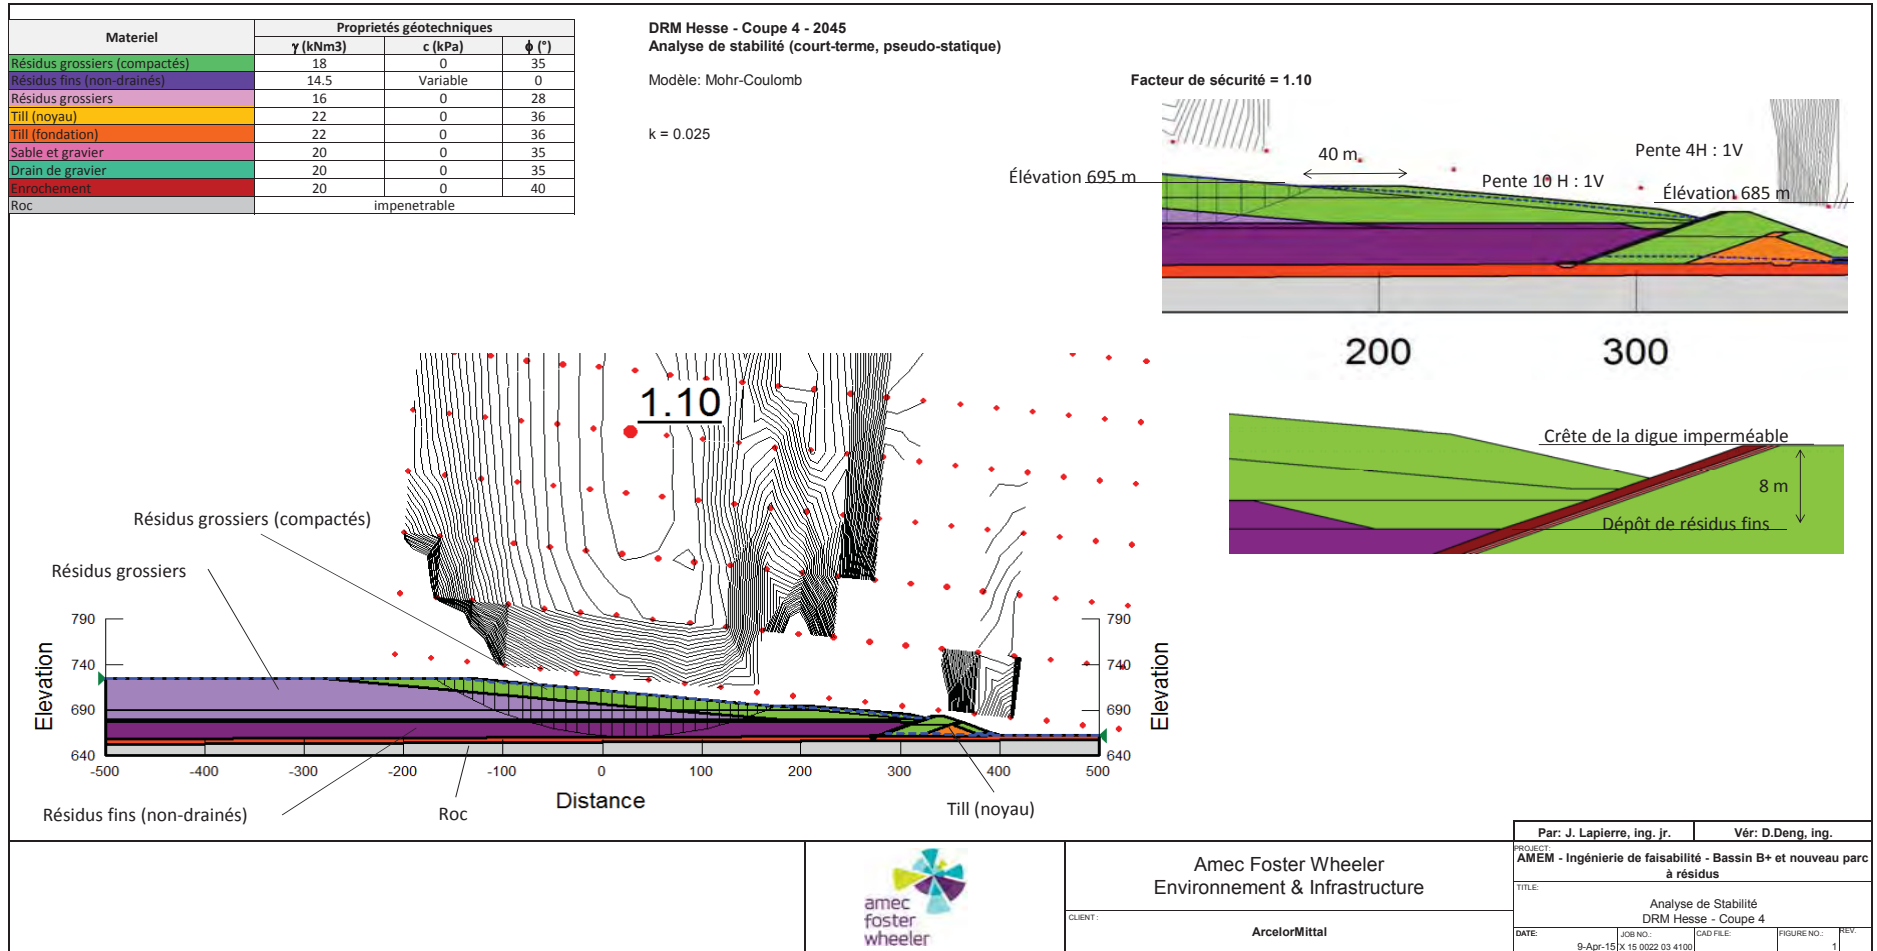 Materiel
Propriétés géotechniques
γ (kNm3) c (kPa) ϕ (°)
Résidus grossiers (compactés) 18 0 35
Résidus fins (non-drainés) 14.5 Variable 0
Résidus grossiers 16 0 28
Till (noyau) 22 0 36
Till (fondation) 22 0 36
Sable et gravier 20 0 35
Drain de gravier 20 0 35
Enrochement 20 0 40
Roc impenetrable
DRM Hesse - Coupe 4 - 2045
Analyse de stabilité (court-terme, pseudo-statique)
Modèle: Mohr-Coulomb
k = 0.025
Facteur de sécurité = 1.10
Élévation 695 m
40 m
Pente 4H : 1V
Pente 10 H : 1V
Élévation 685 m
200 300
Crête de la digue imperméable
8 m
Dépôt de résidus fins
1.10
Résidus grossiers (compactés)
Résidus grossiers
Elevation
790
740
690
640
-500 -400 -300 -200 -100 0 100 200 300 400 500
Distance
790
740
690
640
Elevation
Résidus fins (non-drainés)
Roc
Till (noyau)
amec
foster
wheeler
Amec Foster Wheeler
Environnement & Infrastructure
CLIENT :
ArcelorMittal
Par: J. Lapierre, ing. jr. Vér: D.Deng, ing.
PROJECT:
AMEM - Ingénierie de faisabilité - Bassin B+ et nouveau parc
à résidus
TITLE:
Analyse de Stabilité
DRM Hesse - Coupe 4
DATE: JOB NO.: CAD FILE: FIGURE NO.: REV.
9-Apr-15 X 15 0022 03 4100 1